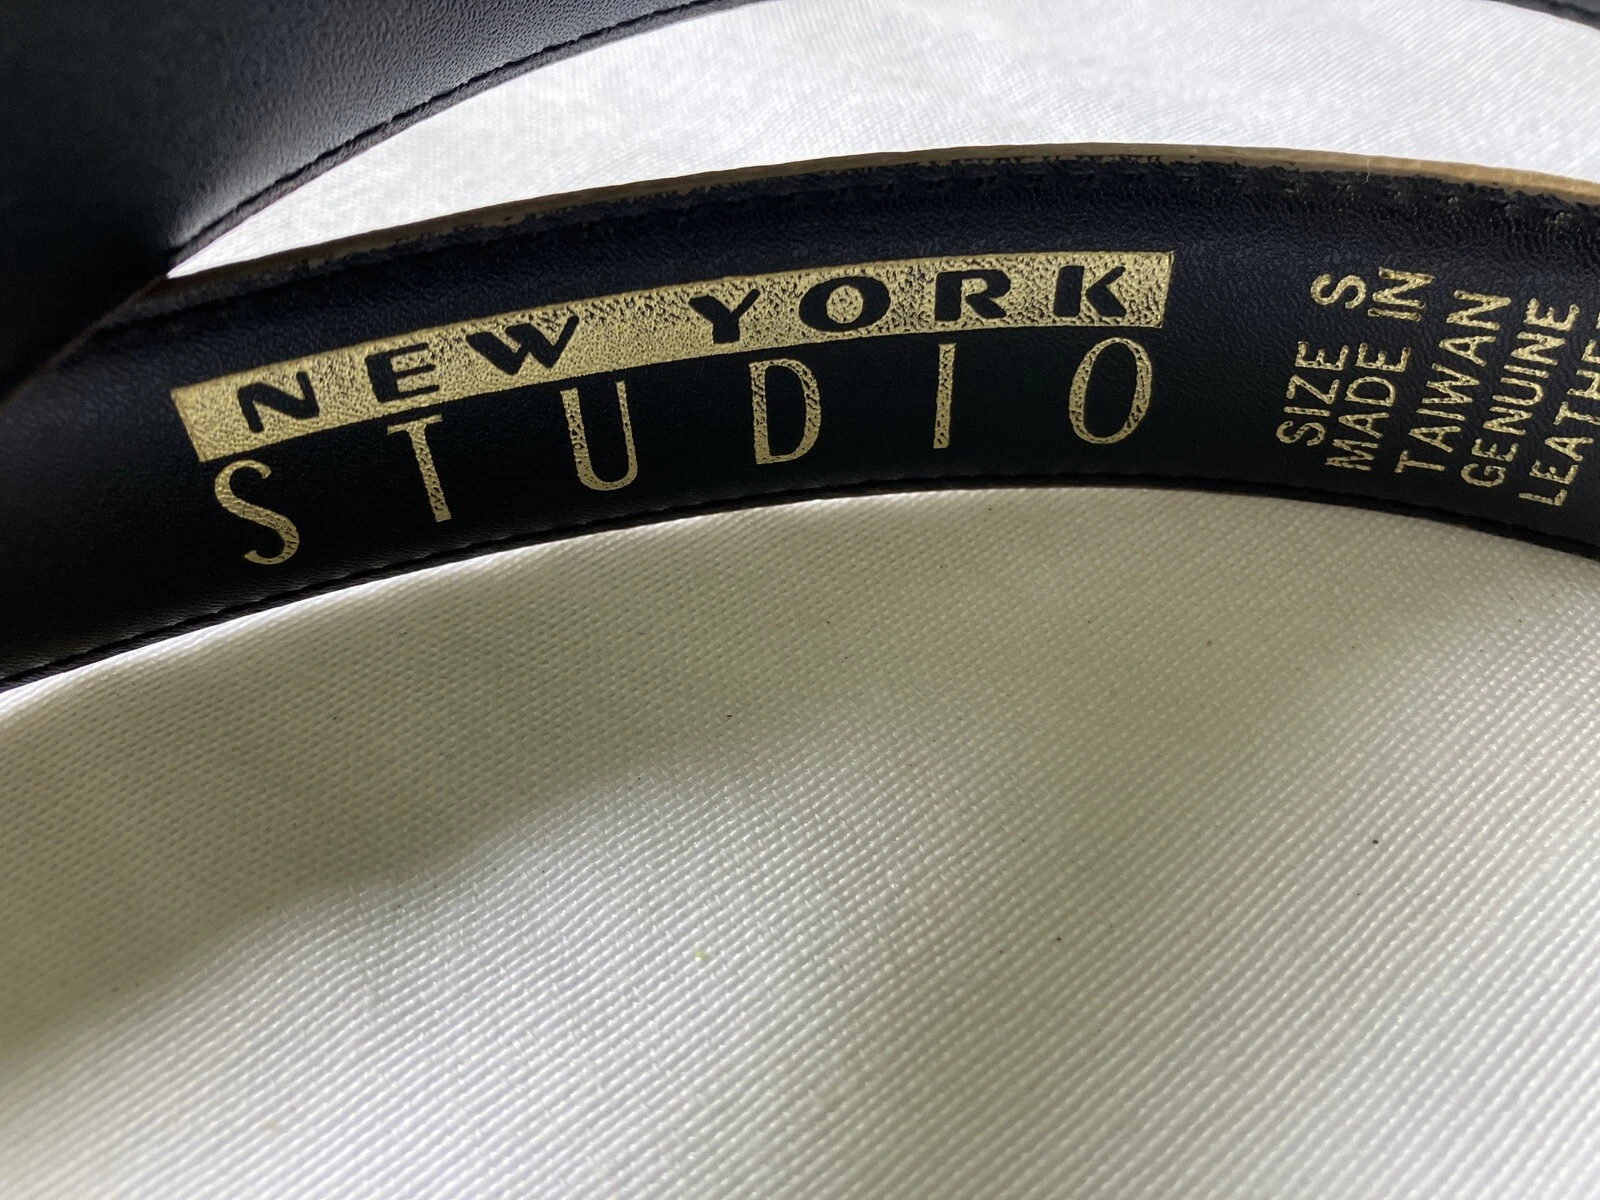 NEW YORK
STUDIO
SIZE S
MADE IN
TAIWAN
GENUINE